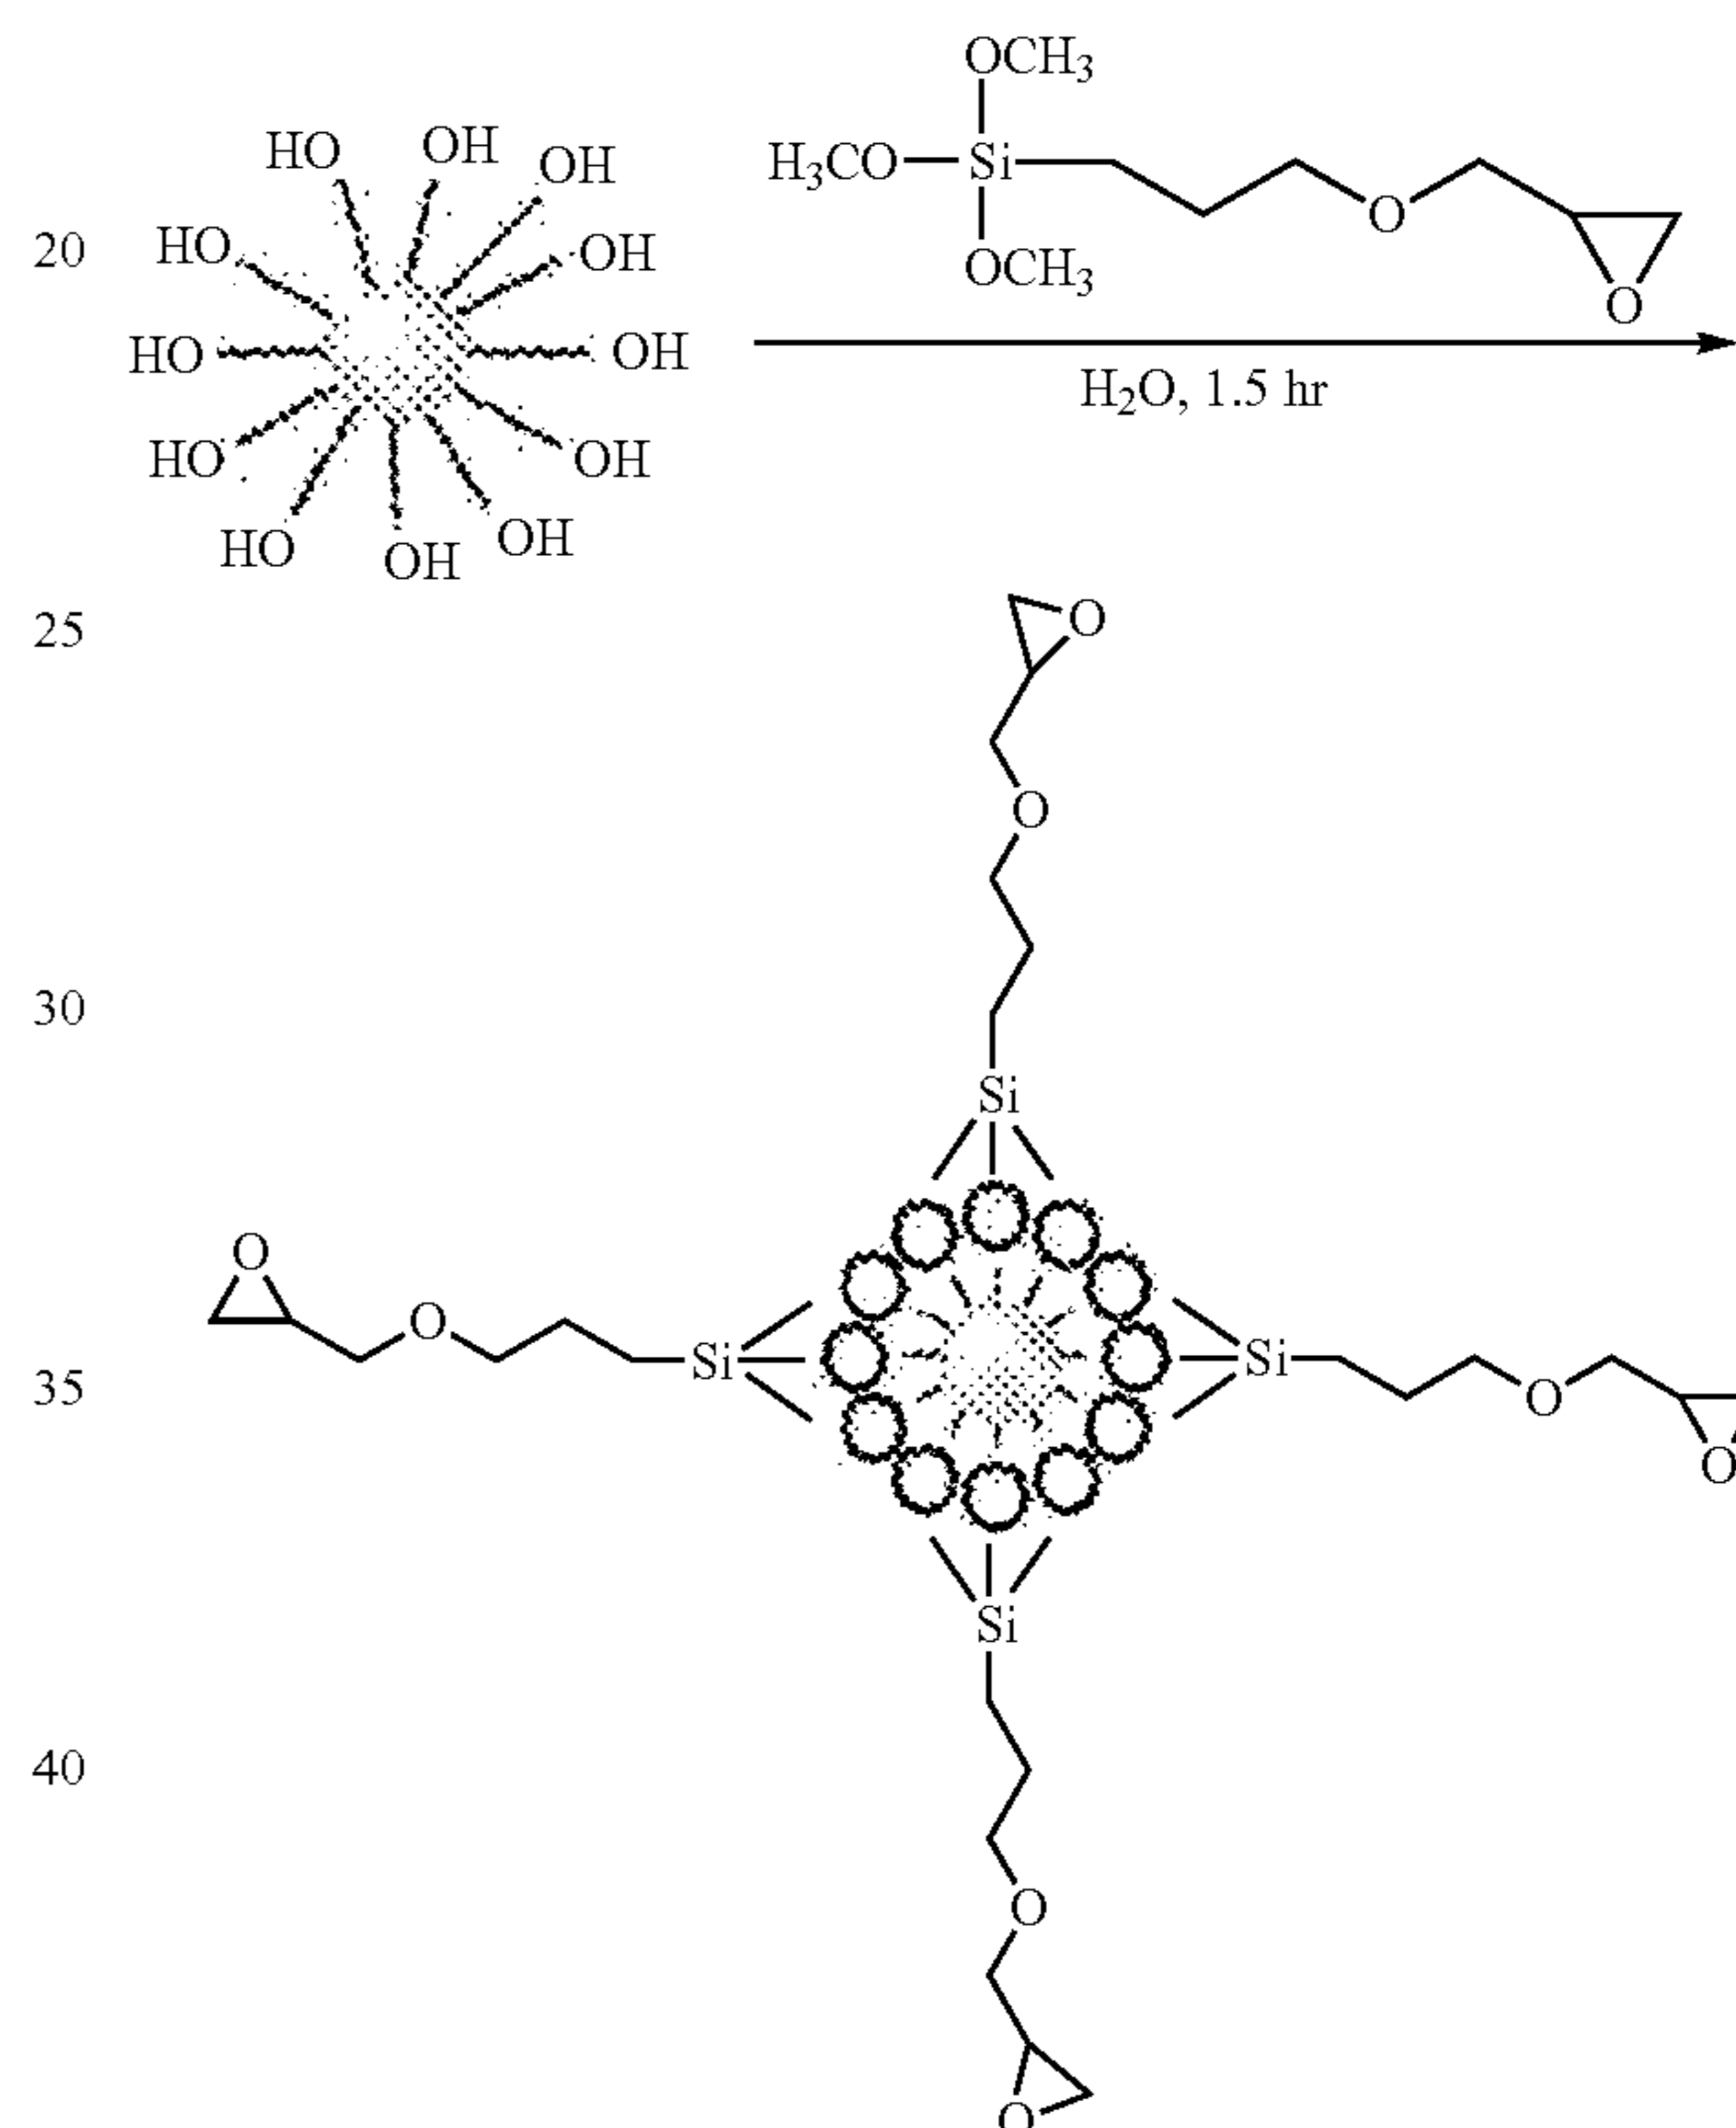 OCH3
HO OH OH H3CO Si
20 HO OH O
OCH3
O
HO OH
H2O, 1.5 hr
HO OH
HO OH OH
25 O
O
30
Si
O
O
35 Si Si
O
O
Si
40
O
O